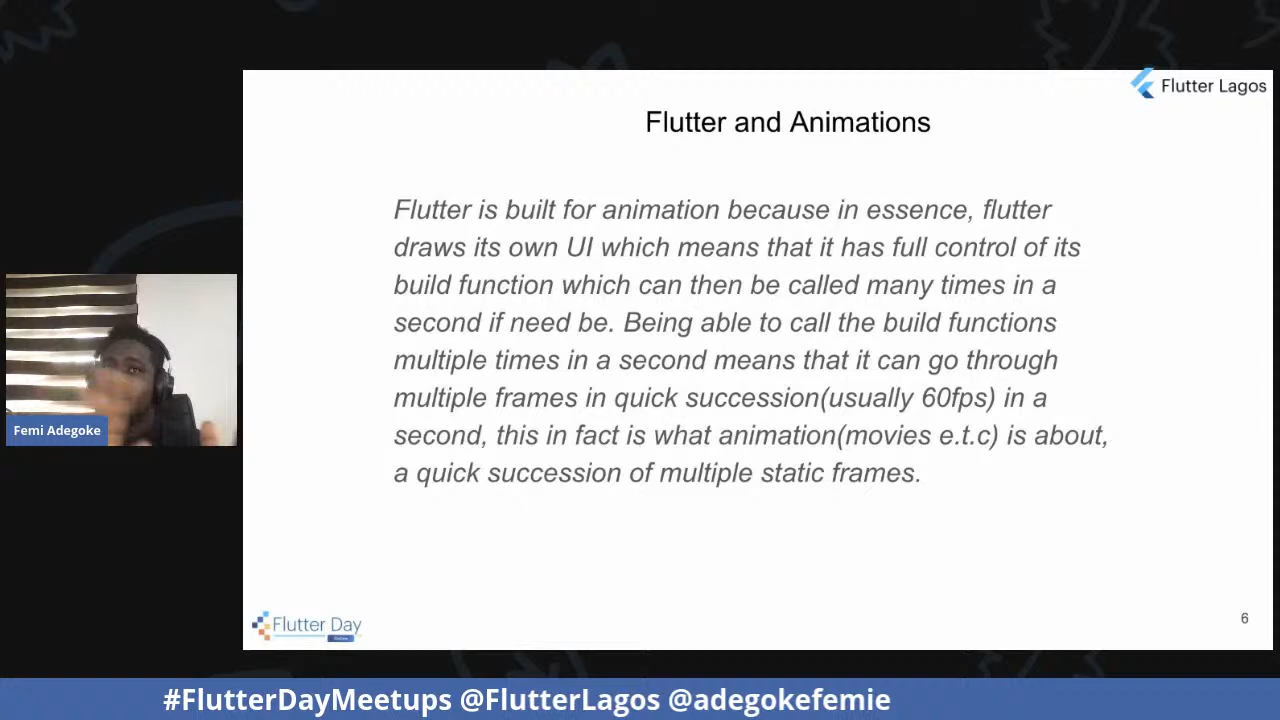 Flutter Lagos
Flutter and Animations
Flutter is built for animation because in essence, flutter
draws its own UI which means that it has full control of its
build function which can then be called many times in a
second if need be. Being able to call the build functions
multiple times in a second means that it can go through
multiple frames in quick succession(usually 60fps) in a
second, this in fact is what animation(movies e.t.c) is about,
a quick succession of multiple static frames.
Femi Adegoke
Flutter Day
6
#FlutterDayMeetups @FlutterLagos @adegokefemie